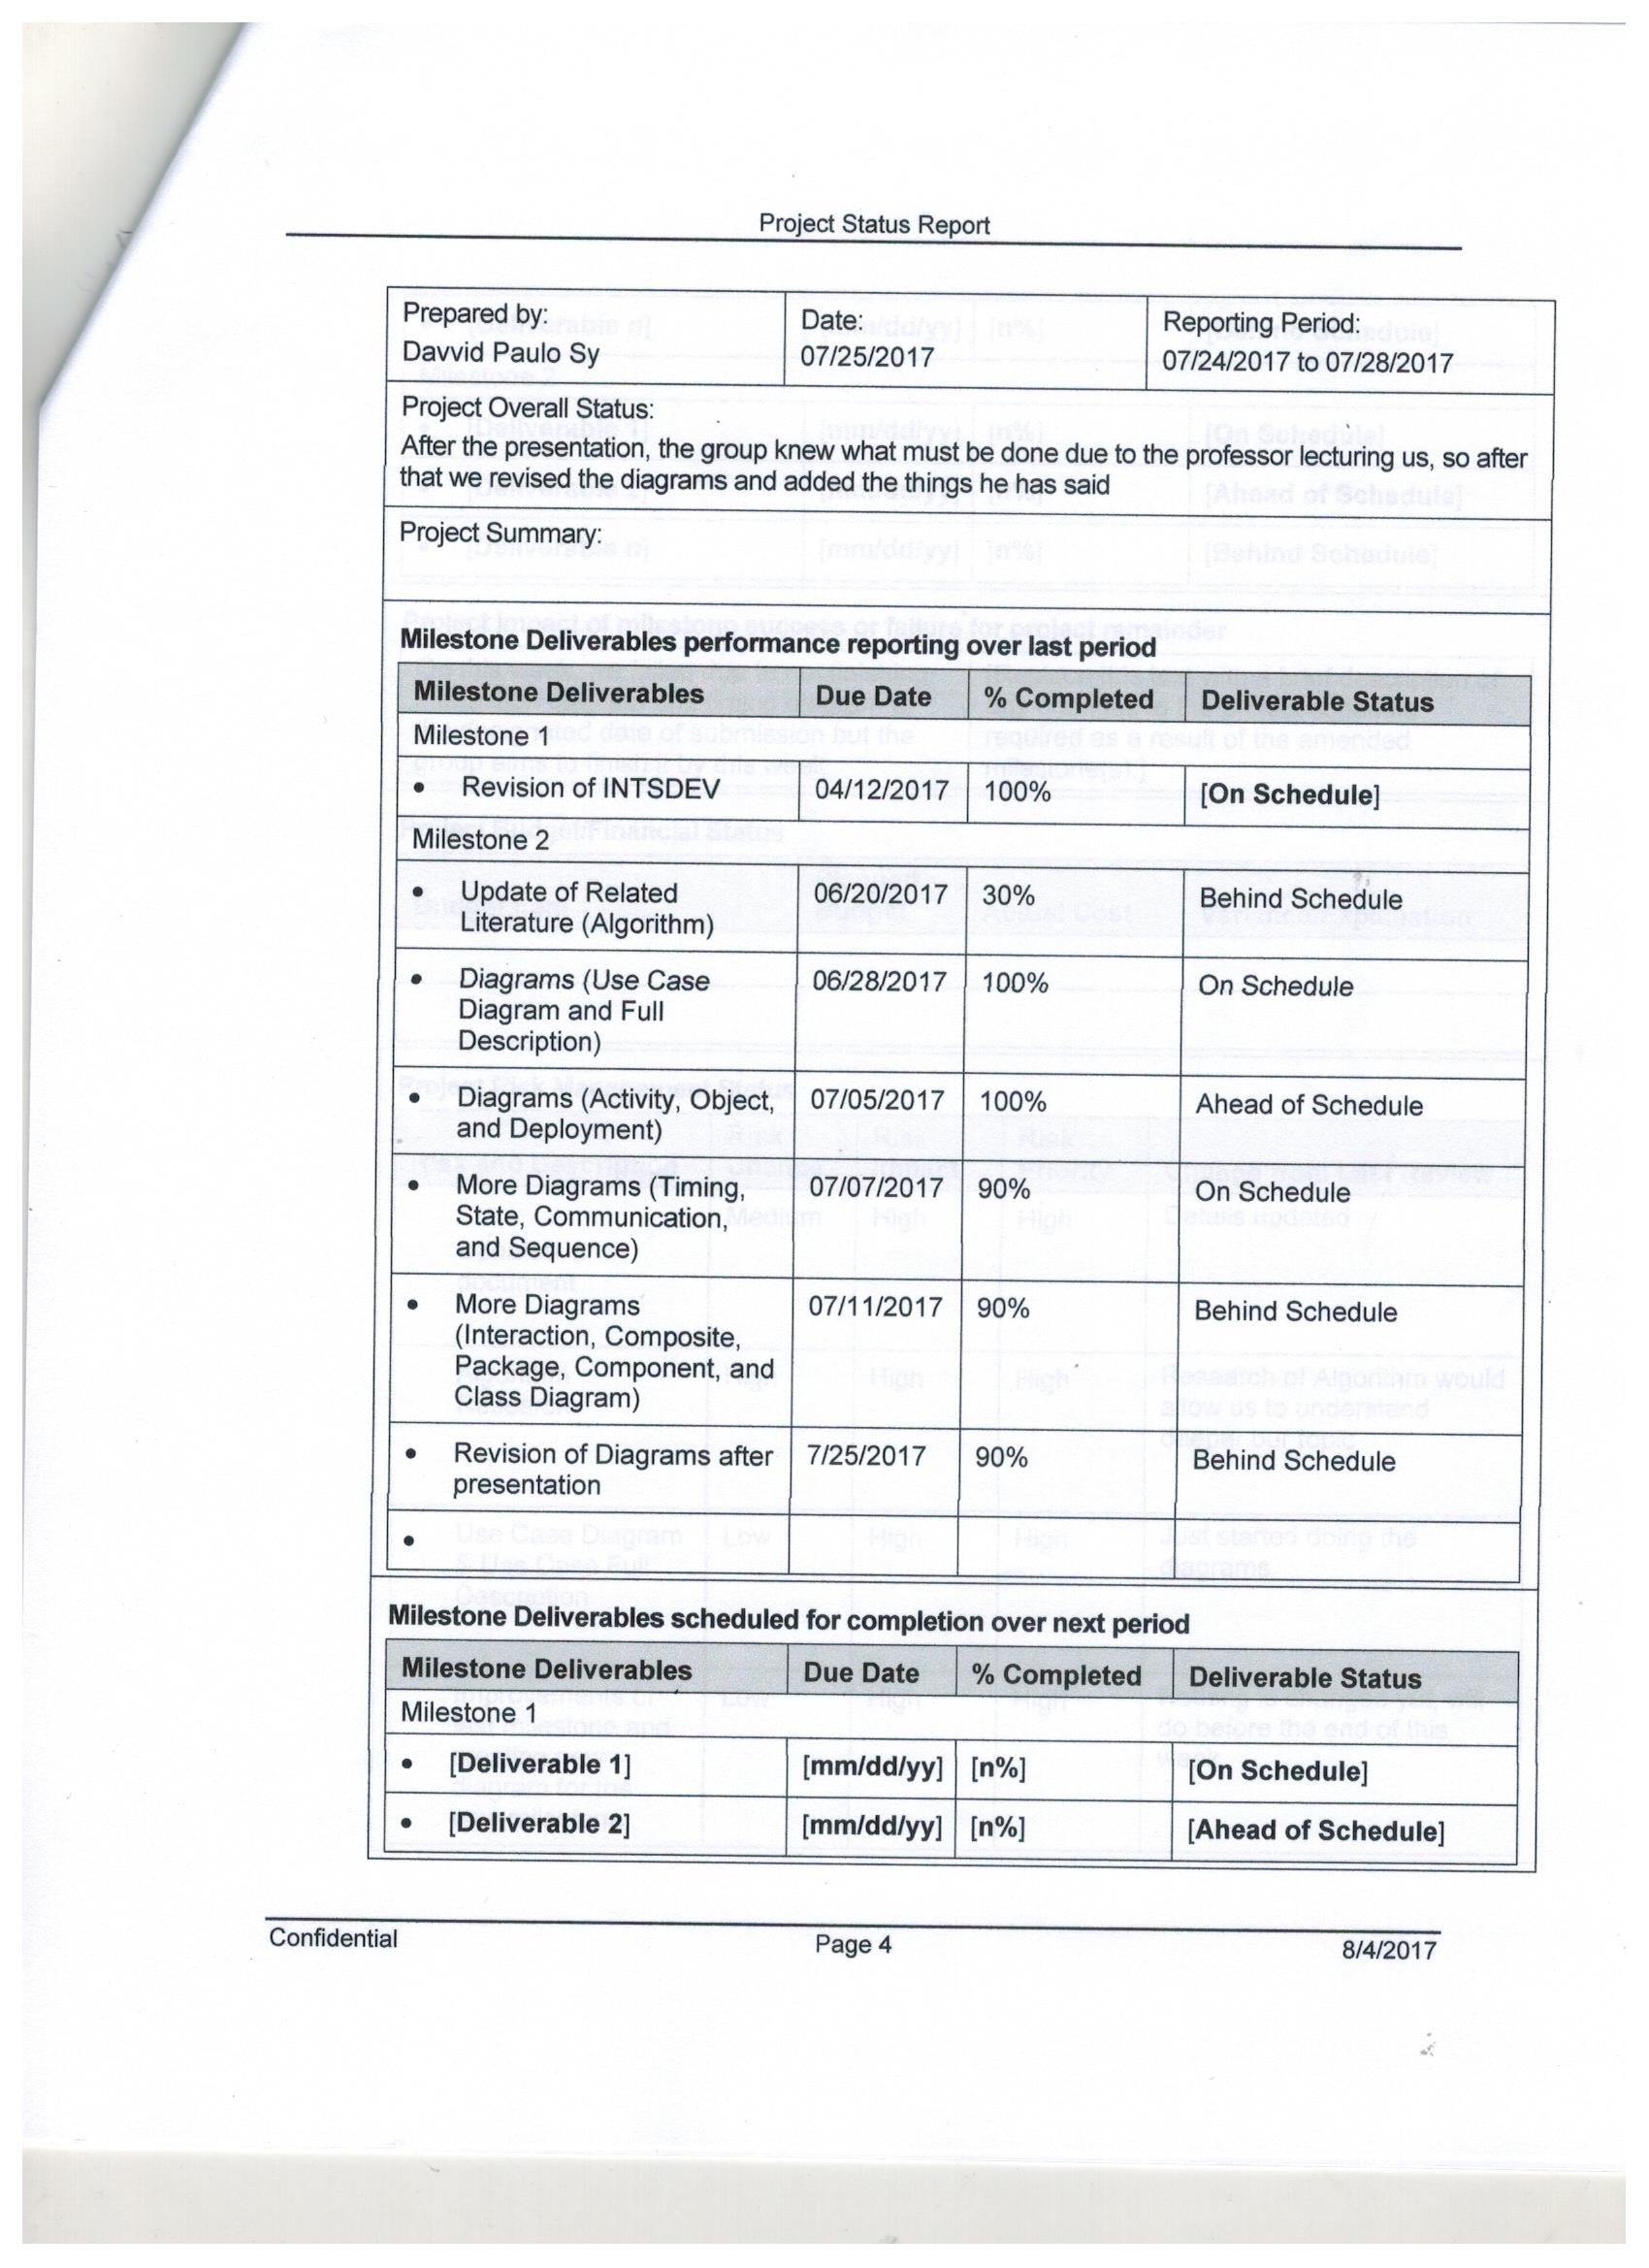 Project Status Report
Prepared by:
Davvid Paulo Sy
Date:
07/25/2017
Reporting Period:
07/24/2017 to 07/28/2017
Project Overall Status:
After the presentation, the group knew what must be done due to the professor lecturing us, so after
that we revised the diagrams and added the things he has said
Project Summary:
Milestone Deliverables performance reporting over last period
Milestone Deliverables Due Date % Completed Deliverable Status
Milestone 1
• Revision of INTSDEV 04/12/2017 100% [On Schedule]
Milestone 2
• Update of Related 06/20/2017 30% Behind Schedule
Literature (Algorithm)
• Diagrams (Use Case 06/28/2017 100% On Schedule
Diagram and Full
Description)
• Diagrams (Activity, Object, 07/05/2017 100% Ahead of Schedule
and Deployment)
• More Diagrams (Timing, 07/07/2017 90% On Schedule
State, Communication,
and Sequence)
• More Diagrams 07/11/2017 90% Behind Schedule
(Interaction, Composite,
Package, Component, and
Class Diagram)
• Revision of Diagrams after 7/25/2017 90% Behind Schedule
presentation
•
Milestone Deliverables scheduled for completion over next period
Milestone Deliverables Due Date % Completed Deliverable Status
Milestone 1
• [Deliverable 1] [mm/dd/yy] [n%] [On Schedule]
• [Deliverable 2] [mm/dd/yy] [n%] [Ahead of Schedule]
Confidential Page 4 8/4/2017